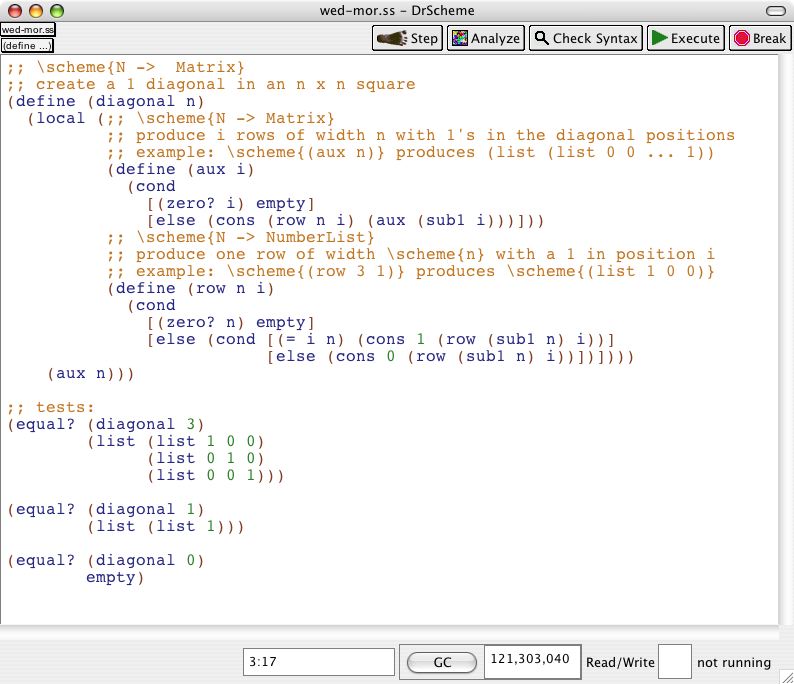 wed-mor.ss - DrScheme
wed-mor.ss
(define ...)
Step Analyze Check Syntax Execute Break
;; \scheme{N ->  Matrix}
;; create a 1 diagonal in an n x n square
(define (diagonal n)
  (local (;; \scheme{N -> Matrix}
          ;; produce i rows of width n with 1's in the diagonal positions
          ;; example: \scheme{(aux n)} produces (list (list 0 0 ... 1))
          (define (aux i)
            (cond
              [(zero? i) empty]
              [else (cons (row n i) (aux (sub1 i)))]))
          ;; \scheme{N -> NumberList}
          ;; produce one row of width \scheme{n} with a 1 in position i
          ;; example: \scheme{(row 3 1)} produces \scheme{(list 1 0 0)}
          (define (row n i)
            (cond
              [(zero? n) empty]
              [else (cond [(= i n) (cons 1 (row (sub1 n) i))]
                          [else (cons 0 (row (sub1 n) i))])])))
    (aux n)))
;; tests:
(equal? (diagonal 3)
        (list (list 1 0 0)
              (list 0 1 0)
              (list 0 0 1)))
(equal? (diagonal 1)
        (list (list 1)))
(equal? (diagonal 0)
        empty)
3:17 GC 121,303,040 Read/Write not running